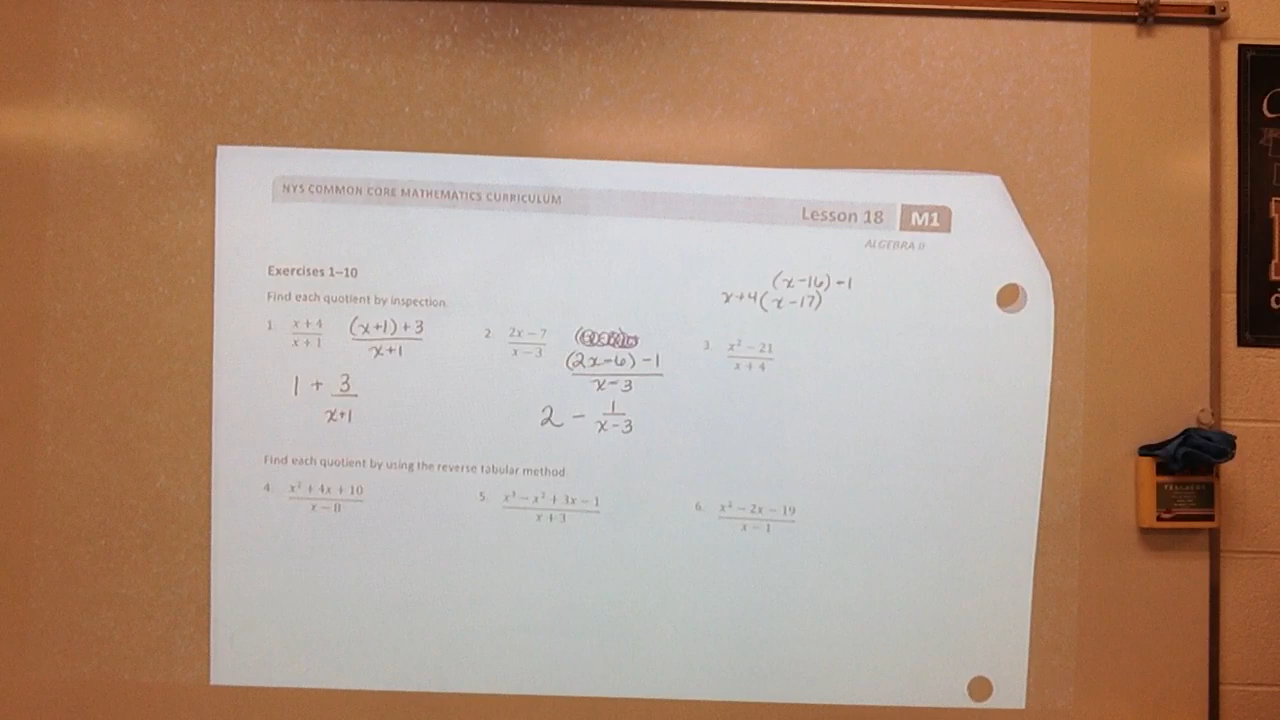 NYS COMMON CORE MATHEMATICS CURRICULUM
Lesson 18 M1
ALGEBRA II
Exercises 1–10
(x-16)-1
x+4(x-17)
Find each quotient by inspection
1. x + 4 / x + 1 (x+1)+3 / x+1
1 + 3 / x+1
2. 2x − 7 / x − 3
(2x-6) -1 / x-3
2 - 1 / x-3
3. x² − 21 / x + 4
Find each quotient by using the reverse tabular method
4. x² + 4x + 10 / x − 8
5. x³ − x² + 3x − 1 / x + 3
6. x² − 2x − 19 / x − 1